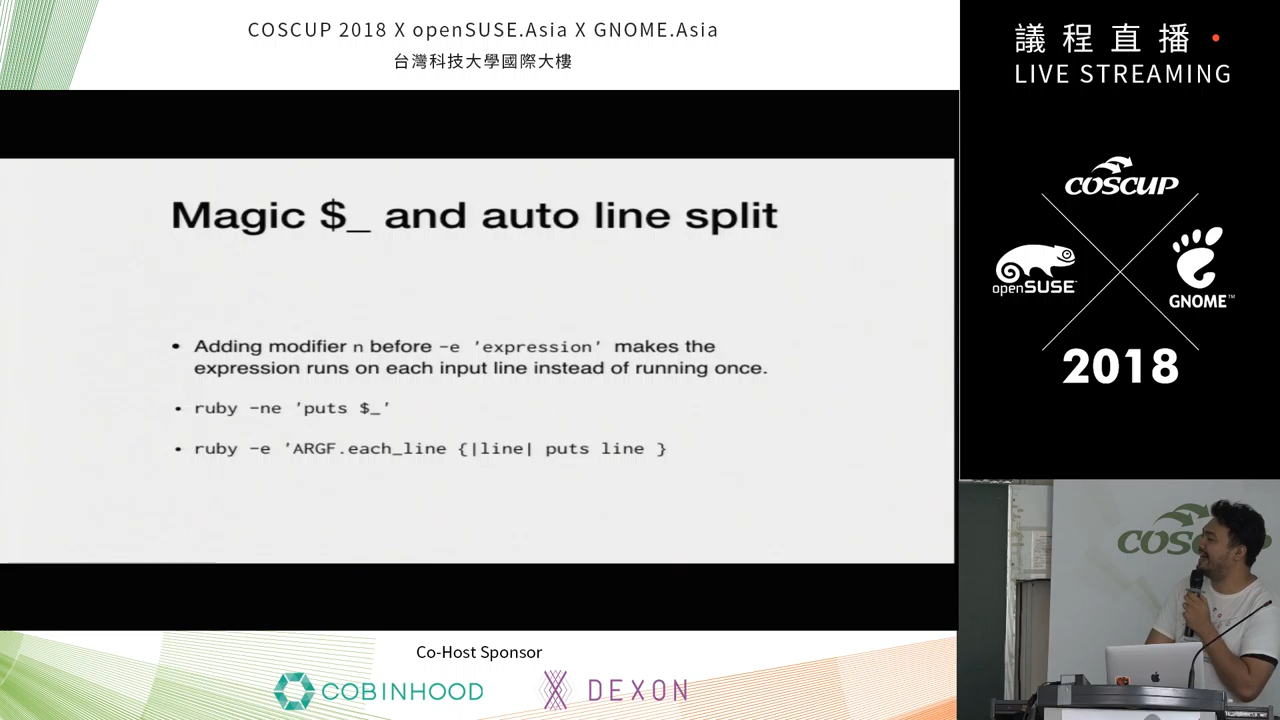 COSCUP 2018 X openSUSE.Asia X GNOME.Asia
台灣科技大學國際大樓
議程直播
LIVE STREAMING
COSCUP
openSUSE
GNOME™
2018
Magic $_ and auto line split
• Adding modifier n before -e 'expression' makes the
expression runs on each input line instead of running once.
• ruby -ne 'puts $_'
• ruby -e 'ARGF.each_line {|line| puts line }
Co-Host Sponsor
COBINHOOD
DEXON